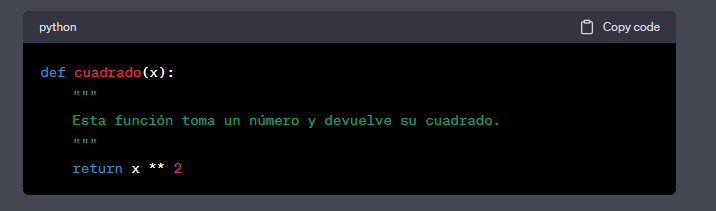 python Copy code
def cuadrado(x):
"""
Esta función toma un número y devuelve su cuadrado.
"""
return x ** 2